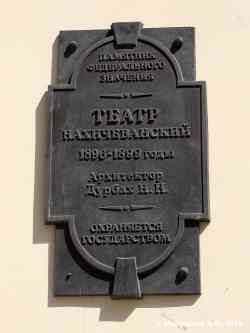 ПАМЯТНИК
ФЕДЕРАЛЬНОГО
ЗНАЧЕНИЯ
ТЕАТР
НАХИЧЕВАНСКИЙ
1896-1899 годы
Архитектор
Дурбах Н.Н.
ОХРАНЯЕТСЯ
ГОСУДАРСТВОМ